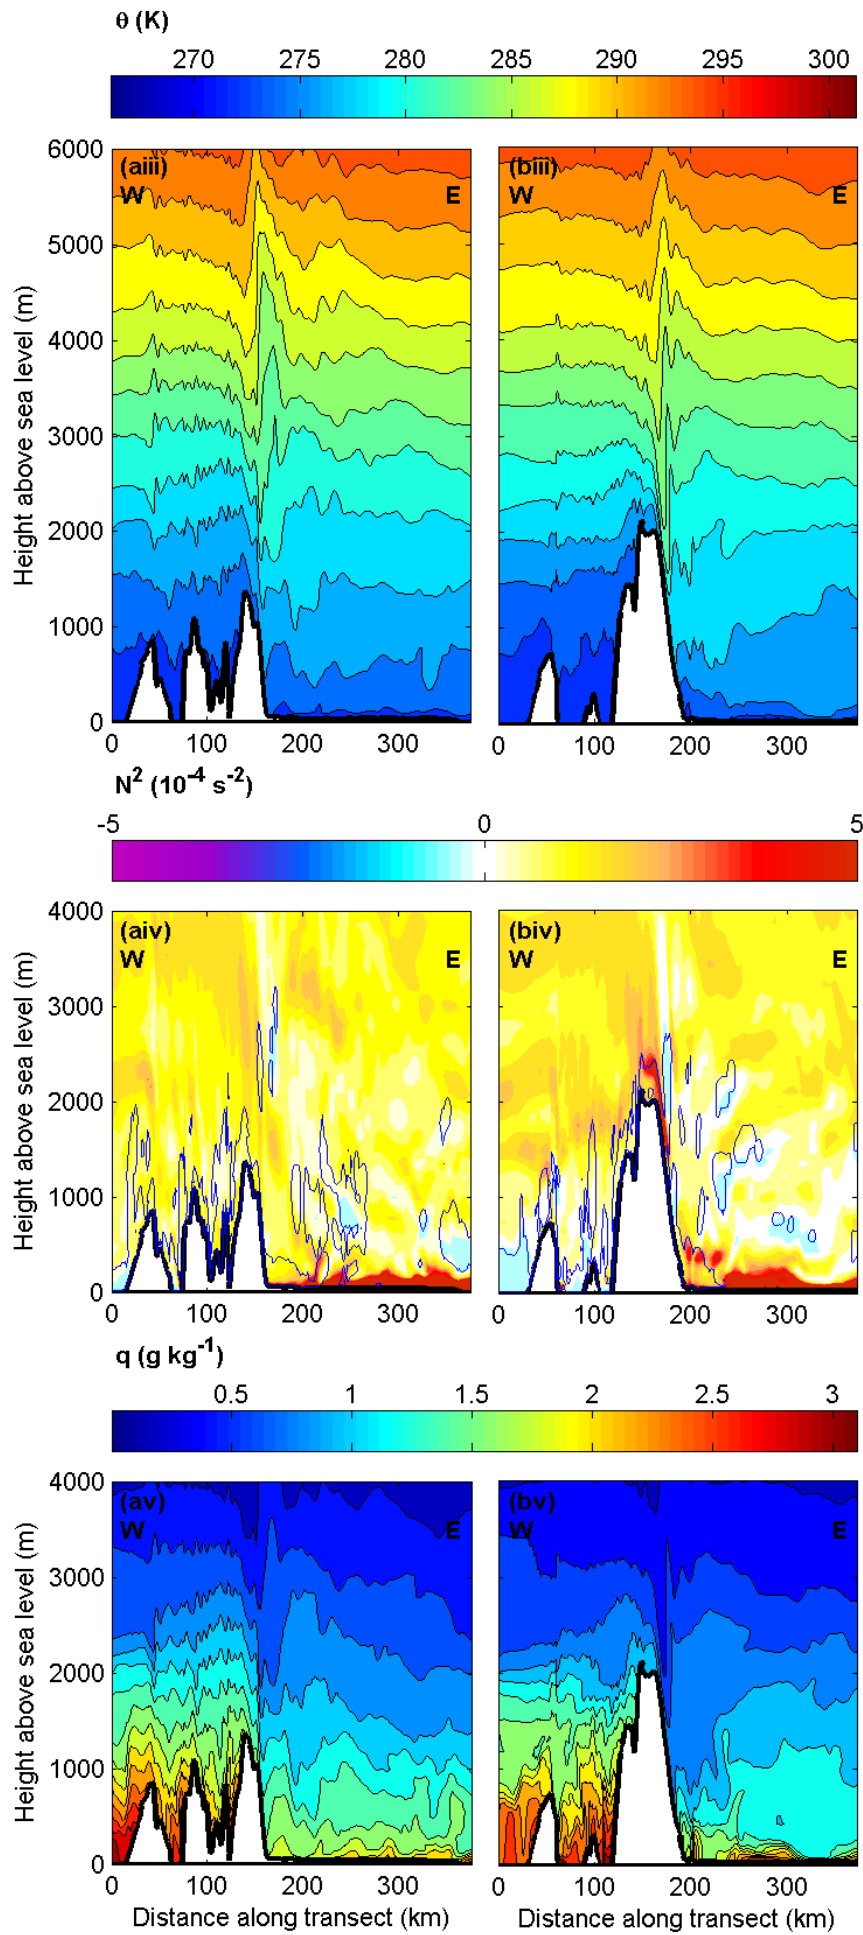 θ (K)
270 275 280 285 290 295 300
6000 (aiii) (biii)
W E W E
5000
4000
3000
2000
1000
0
Height above sea level (m)
0 100 200 300 0 100 200 300
N² (10⁻⁴ s⁻²)
-5 0 5
4000 (aiv) (biv)
W E W E
3000
2000
1000
0
Height above sea level (m)
0 100 200 300 0 100 200 300
q (g kg⁻¹)
0.5 1 1.5 2 2.5 3
4000 (av) (bv)
W E W E
3000
2000
1000
0
Height above sea level (m)
0 100 200 300 0 100 200 300
Distance along transect (km) Distance along transect (km)